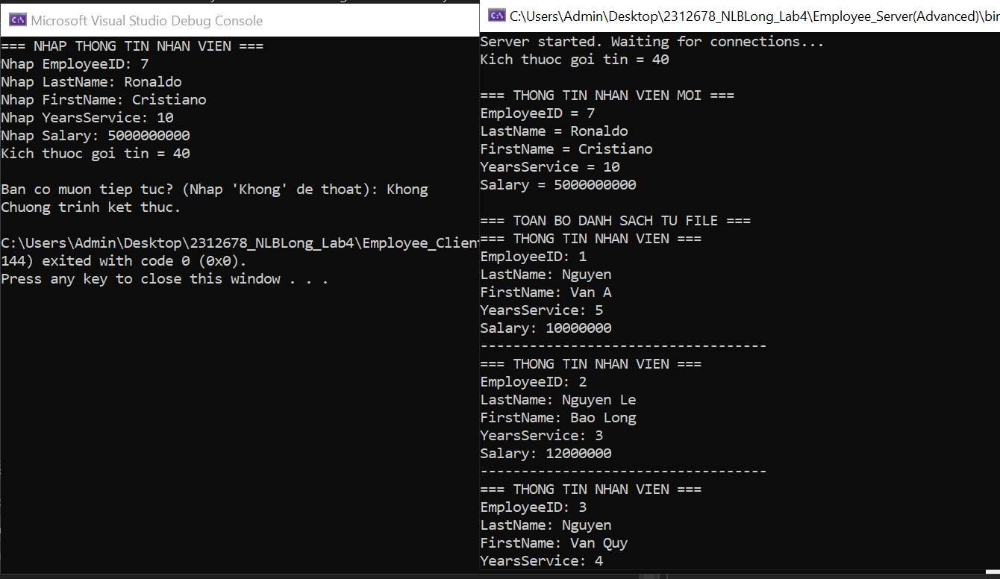 Microsoft Visual Studio Debug Console
=== NHAP THONG TIN NHAN VIEN ===
Nhap EmployeeID: 7
Nhap LastName: Ronaldo
Nhap FirstName: Cristiano
Nhap YearsService: 10
Nhap Salary: 5000000000
Kich thuoc goi tin = 40
Ban co muon tiep tuc? (Nhap 'Khong' de thoat): Khong
Chuong trinh ket thuc.
C:\Users\Admin\Desktop\2312678_NLBLong_Lab4\Employee_Client
144) exited with code 0 (0x0).
Press any key to close this window . . .
C:\Users\Admin\Desktop\2312678_NLBLong_Lab4\Employee_Server(Advanced)\bin
Server started. Waiting for connections...
Kich thuoc goi tin = 40
=== THONG TIN NHAN VIEN MOI ===
EmployeeID = 7
LastName = Ronaldo
FirstName = Cristiano
YearsService = 10
Salary = 5000000000
=== TOAN BO DANH SACH TU FILE ===
=== THONG TIN NHAN VIEN ===
EmployeeID: 1
LastName: Nguyen
FirstName: Van A
YearsService: 5
Salary: 10000000
-----------------------------------
=== THONG TIN NHAN VIEN ===
EmployeeID: 2
LastName: Nguyen Le
FirstName: Bao Long
YearsService: 3
Salary: 12000000
-----------------------------------
=== THONG TIN NHAN VIEN ===
EmployeeID: 3
LastName: Nguyen
FirstName: Van Quy
YearsService: 4